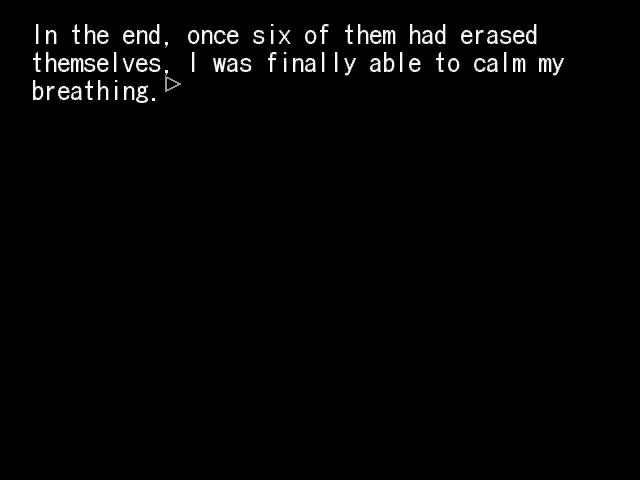 In the end, once six of them had erased
themselves, I was finally able to calm my
breathing.